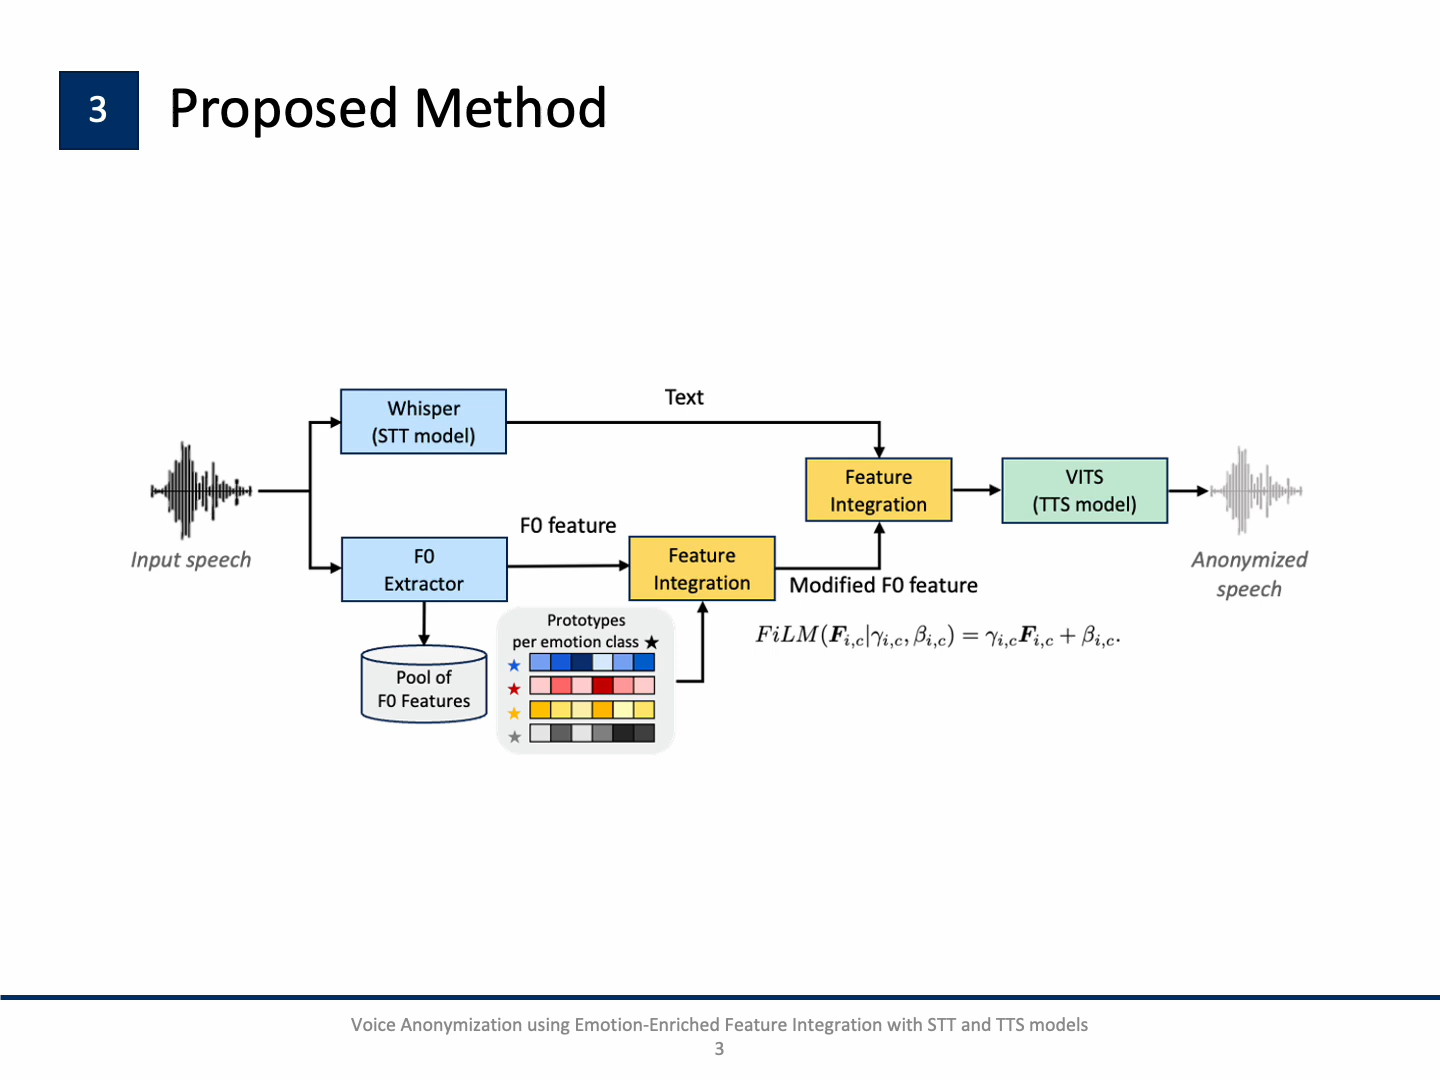 3
Proposed Method
Whisper
(STT model)
Text
Input speech
F0
Extractor
F0 feature
Feature
Integration
Modified F0 feature
Feature
Integration
VITS
(TTS model)
Anonymized
speech
Pool of
F0 Features
Prototypes
per emotion class ★
FiLM(F_{i,c}|γ_{i,c}, β_{i,c}) = γ_{i,c}F_{i,c} + β_{i,c}.
Voice Anonymization using Emotion-Enriched Feature Integration with STT and TTS models
3